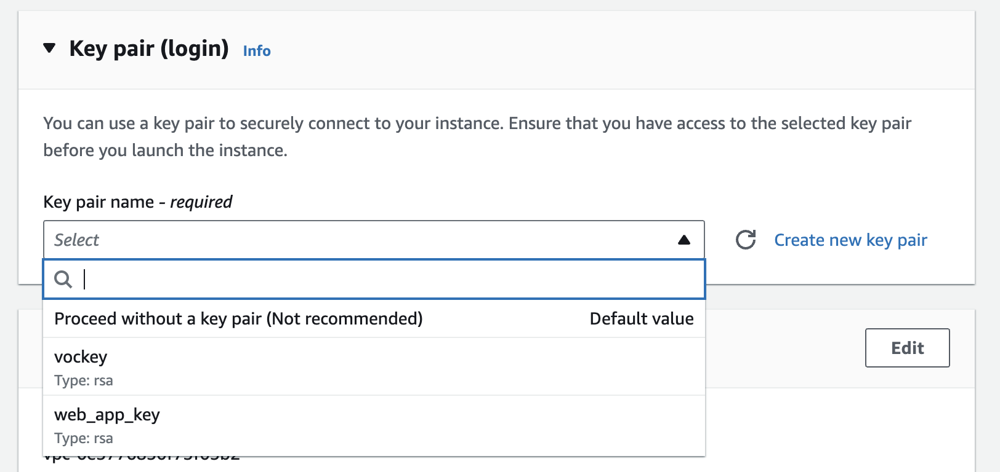 Key pair (login) Info
You can use a key pair to securely connect to your instance. Ensure that you have access to the selected key pair
before you launch the instance.
Key pair name - required
Select
Create new key pair
Proceed without a key pair (Not recommended) Default value
Edit
vockey
Type: rsa
web_app_key
Type: rsa